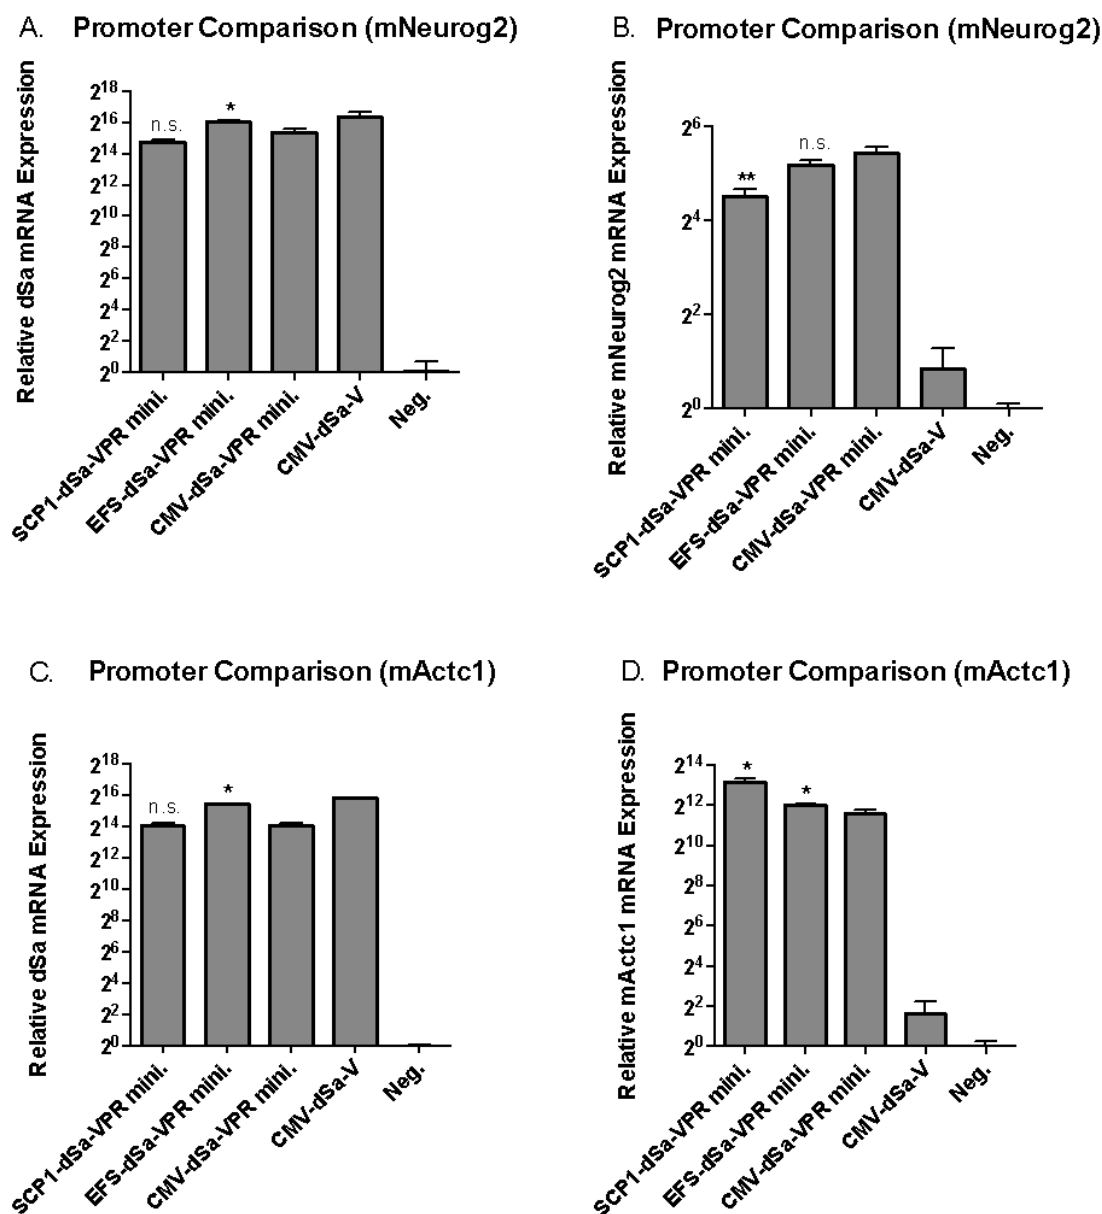 A. Promoter Comparison (mNeurog2)
Relative dSa mRNA Expression
2^18
2^16
2^14
2^12
2^10
2^8
2^6
2^4
2^2
2^0
n.s.
*
SCP1-dSa-VPR mini.
EFS-dSa-VPR mini.
CMV-dSa-VPR mini.
CMV-dSa-V
Neg.
B. Promoter Comparison (mNeurog2)
Relative mNeurog2 mRNA Expression
2^6
2^4
2^2
2^0
**
n.s.
SCP1-dSa-VPR mini.
EFS-dSa-VPR mini.
CMV-dSa-VPR mini.
CMV-dSa-V
Neg.
C. Promoter Comparison (mActc1)
Relative dSa mRNA Expression
2^18
2^16
2^14
2^12
2^10
2^8
2^6
2^4
2^2
2^0
n.s.
*
SCP1-dSa-VPR mini.
EFS-dSa-VPR mini.
CMV-dSa-VPR mini.
CMV-dSa-V
Neg.
D. Promoter Comparison (mActc1)
Relative mActc1 mRNA Expression
2^14
2^12
2^10
2^8
2^6
2^4
2^2
2^0
*
*
SCP1-dSa-VPR mini.
EFS-dSa-VPR mini.
CMV-dSa-VPR mini.
CMV-dSa-V
Neg.